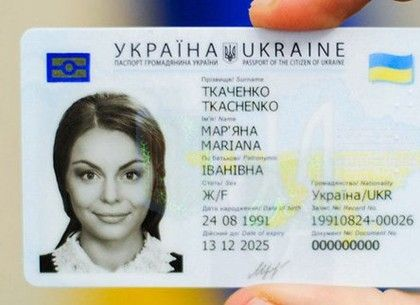 УКРАЇНА UKRAINE
ПАСПОРТ ГРОМАДЯНИНА УКРАЇНИ PASSPORT OF THE CITIZEN OF UKRAINE
Прізвище/ Surname
ТКАЧЕНКО
TKACHENKO
Ім'я/ Name
МАР'ЯНА
MARIANA
По батькові/ Patronymic
ІВАНІВНА
Стать/ Sex Громадянство/ Nationality
Ж/F Україна/UKR
Дата народження/ Date of birth Запис №/ Record No.
24 08 1991 19910824-00026
Дійсний до/ Date of expiry Документ №/ Document No.
13 12 2025 000000000